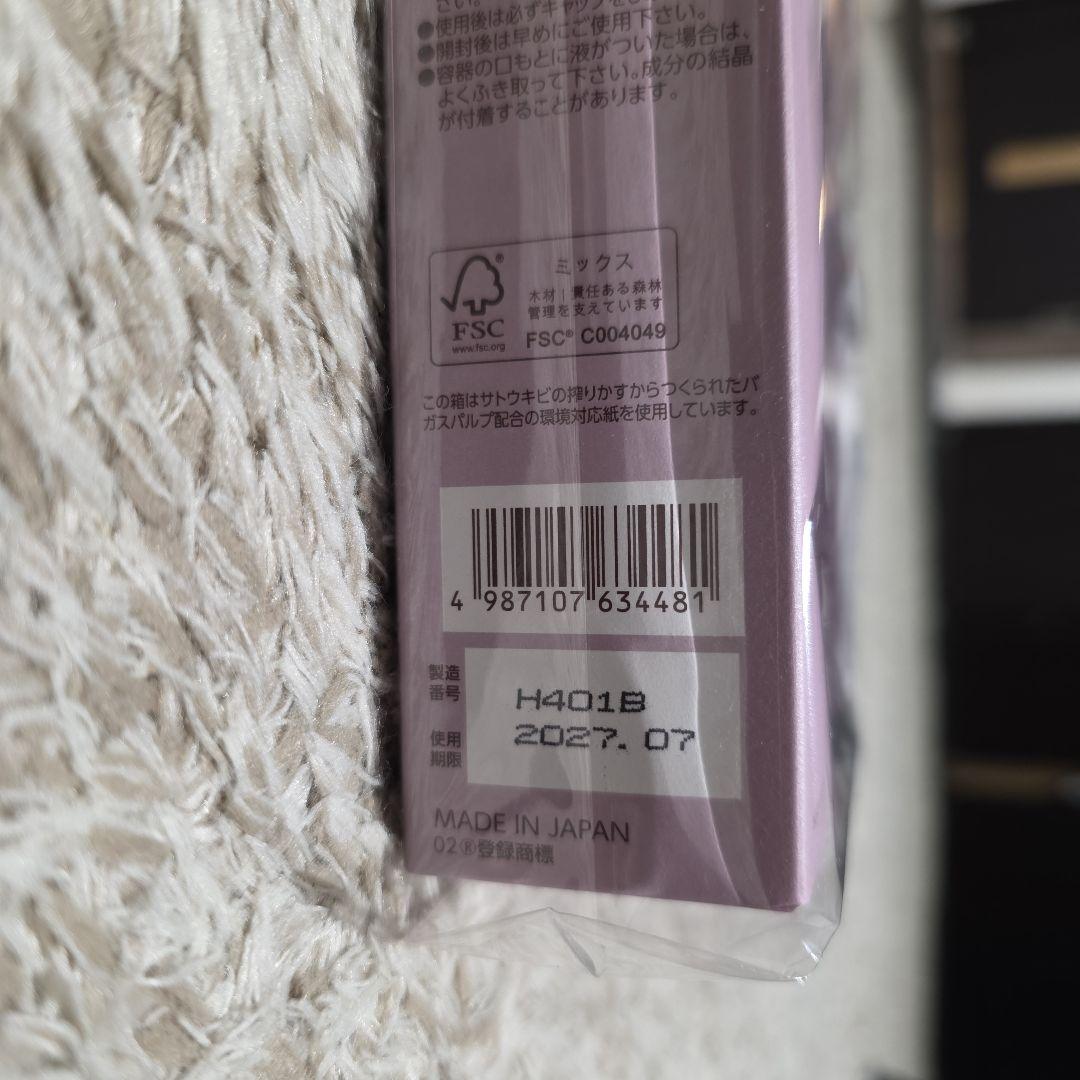 さい。
●使用後は必ずキャップを
●開封後は早めにご使用下さい。
●容器の口もとに液がついた場合は、
よくふき取って下さい。成分の結晶
が付着することがあります。
ミックス
木材｜責任ある森林
管理を支えています
FSC® C004049
®
FSC
www.fsc.org
この箱はサトウキビの搾りかすからつくられたバ
ガスパルプ配合の環境対応紙を使用しています。
4 987107 634481
製造
番号
H401B
使用
期限
2027.07
MADE IN JAPAN
02®登録商標